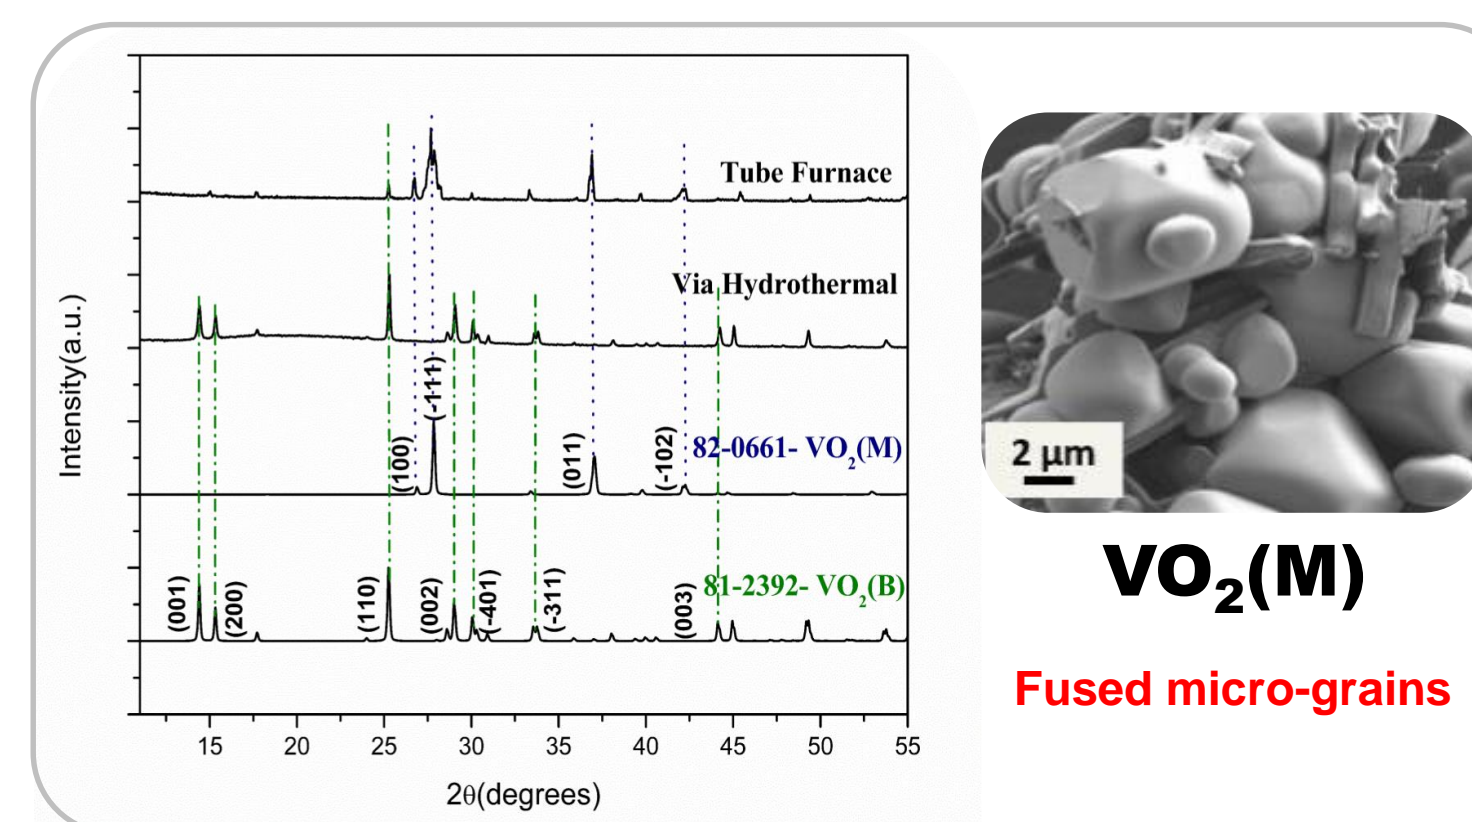 Intensity(a.u.)
Tube Furnace
Via Hydrothermal
(100)
(-111)
(011)
(-102)
82-0661- VO₂(M)
(001)
(200)
(110)
(002)
(-401)
(-311)
(003)
81-2392- VO₂(B)
15 20 25 30 35 40 45 50 55
2θ(degrees)
2 μm
VO₂(M)
Fused micro-grains